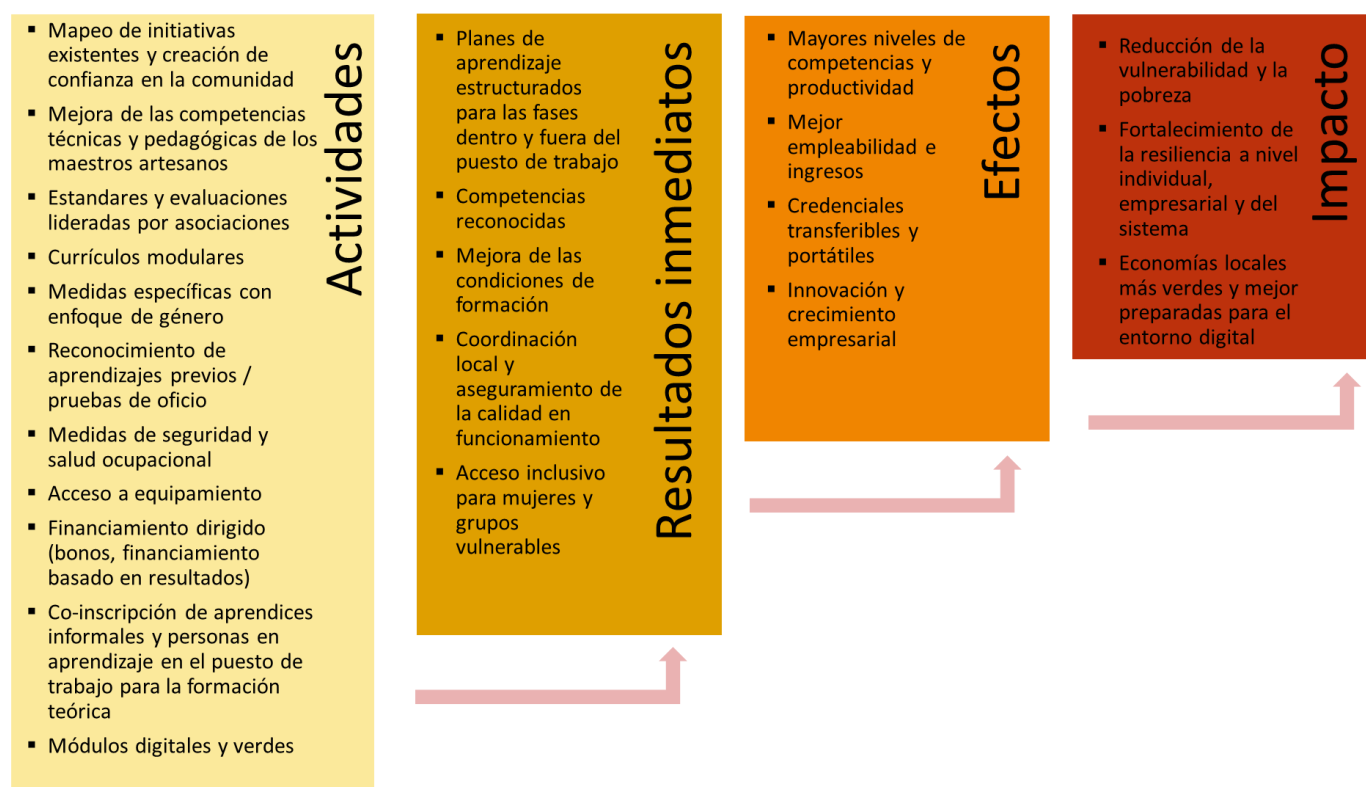 Actividades
▪ Mapeo de initiativas
existentes y creación de
confianza en la comunidad
▪ Mejora de las competencias
técnicas y pedagógicas de los
maestros artesanos
▪ Estandares y evaluaciones
lideradas por asociaciones
▪ Currículos modulares
▪ Medidas específicas con
enfoque de género
▪ Reconocimiento de
aprendizajes previos /
pruebas de oficio
▪ Medidas de seguridad y
salud ocupacional
▪ Acceso a equipamiento
▪ Financiamiento dirigido
(bonos, financiamiento
basado en resultados)
▪ Co-inscripción de aprendices
informales y personas en
aprendizaje en el puesto de
trabajo para la formación
teórica
▪ Módulos digitales y verdes
Resultados inmediatos
▪ Planes de
aprendizaje
estructurados
para las fases
dentro y fuera del
puesto de trabajo
▪ Competencias
reconocidas
▪ Mejora de las
condiciones de
formación
▪ Coordinación
local y
aseguramiento de
la calidad en
funcionamiento
▪ Acceso inclusivo
para mujeres y
grupos
vulnerables
Efectos
▪ Mayores niveles de
competencias y
productividad
▪ Mejor
empleabilidad e
ingresos
▪ Credenciales
transferibles y
portátiles
▪ Innovación y
crecimiento
empresarial
Impacto
▪ Reducción de la
vulnerabilidad y la
pobreza
▪ Fortalecimiento de
la resiliencia a nivel
individual,
empresarial y del
sistema
▪ Economías locales
más verdes y mejor
preparadas para el
entorno digital